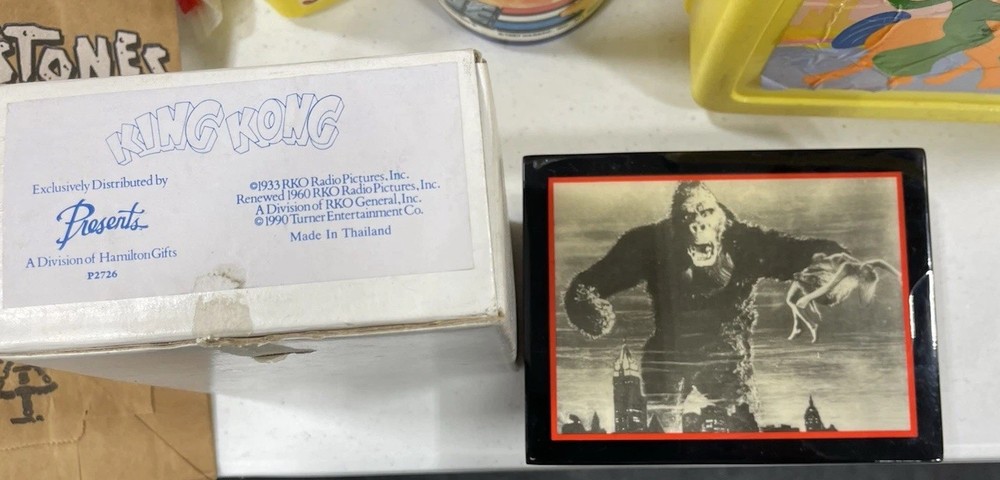 STONES
KING KONG
Exclusively Distributed by
Presents
A Division of Hamilton Gifts
P2726
©1933 RKO Radio Pictures, Inc.
Renewed 1960 RKO Radio Pictures, Inc.
A Division of RKO General, Inc.
©1990 Turner Entertainment Co.
Made In Thailand